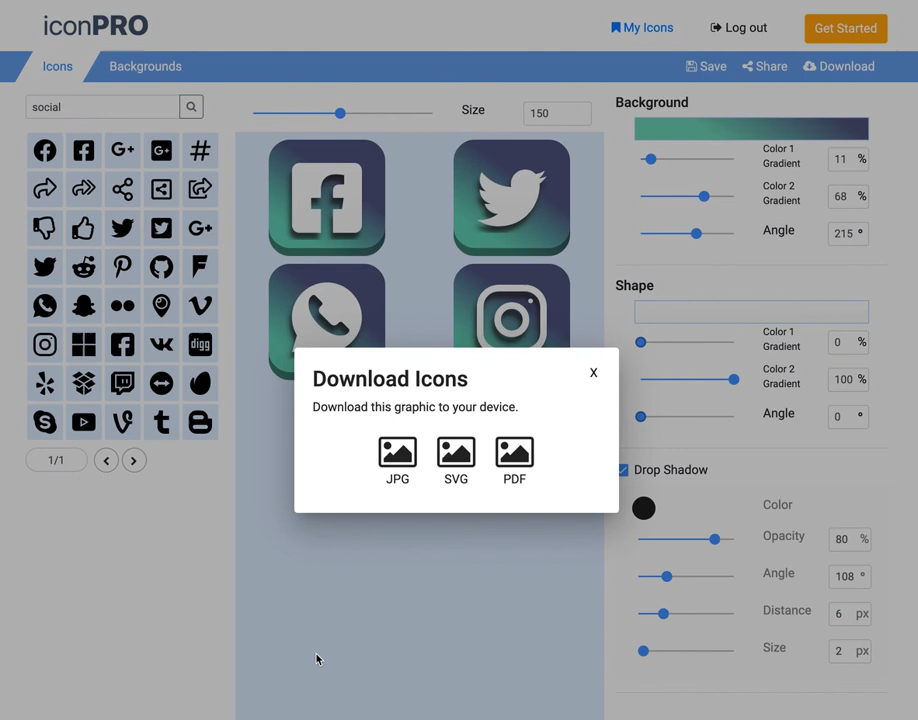 iconPRO
My Icons
Log out
Get Started
Icons
Backgrounds
Save
Share
Download
social
Size
150
Background
Color 1
Gradient
11 %
Color 2
Gradient
68 %
Angle
215 °
Shape
Color 1
Gradient
0 %
Color 2
Gradient
100 %
Angle
0 °
Drop Shadow
Color
Opacity
80 %
Angle
108 °
Distance
6 px
Size
2 px
digg
1/1
Download Icons
X
Download this graphic to your device.
JPG
SVG
PDF